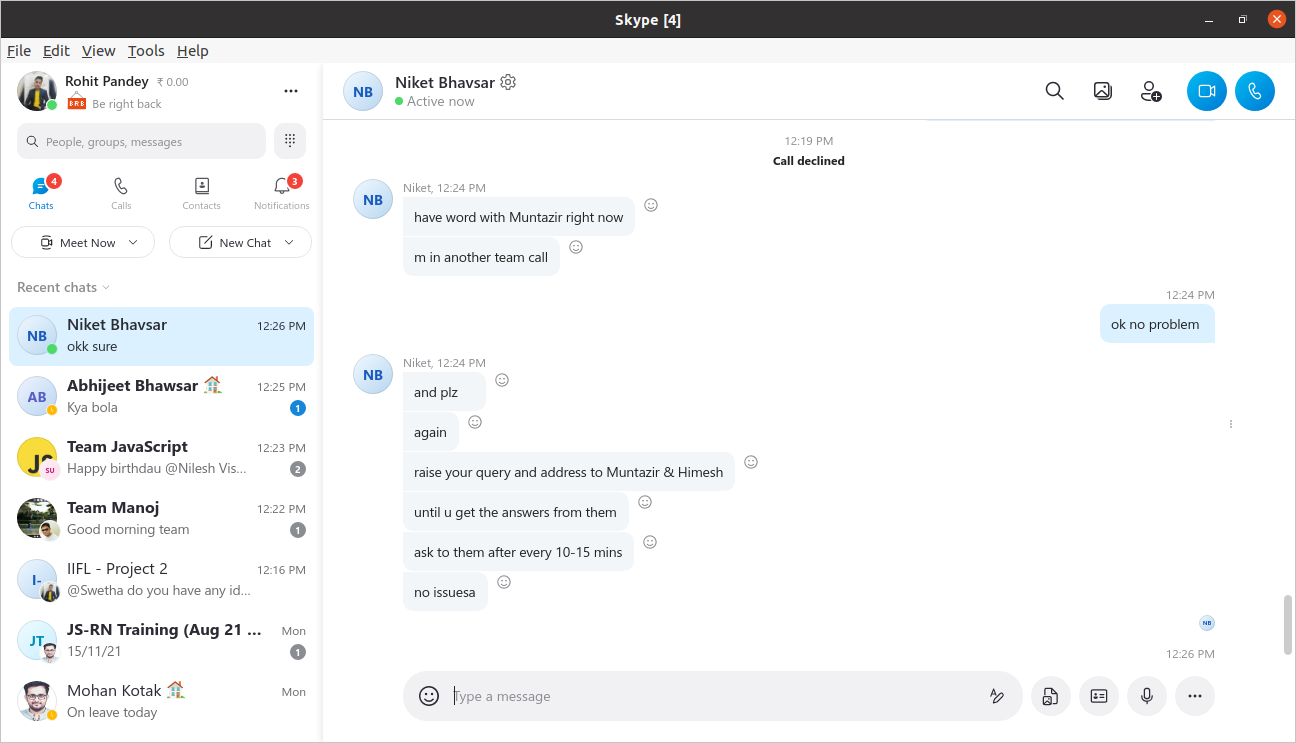 Skype [4]
File Edit View Tools Help
Rohit Pandey ₹ 0.00
BRB Be right back
People, groups, messages
4 3
Chats Calls Contacts Notifications
Meet Now New Chat
Recent chats
NB Niket Bhavsar 12:26 PM
okk sure
AB Abhijeet Bhawsar 12:25 PM
Kya bola 1
JS Team JavaScript 12:23 PM
SU Happy birthdau @Nilesh Vis... 2
Team Manoj 12:22 PM
Good morning team 1
I- IIFL - Project 2 12:16 PM
@Swetha do you have any id...
JT JS-RN Training (Aug 21 ... Mon
15/11/21 1
Mohan Kotak Mon
On leave today
NB Niket Bhavsar
Active now
12:19 PM
Call declined
NB Niket, 12:24 PM
have word with Muntazir right now
m in another team call
12:24 PM
ok no problem
NB Niket, 12:24 PM
and plz
again
raise your query and address to Muntazir & Himesh
until u get the answers from them
ask to them after every 10-15 mins
no issuesa
NB
12:26 PM
Type a message